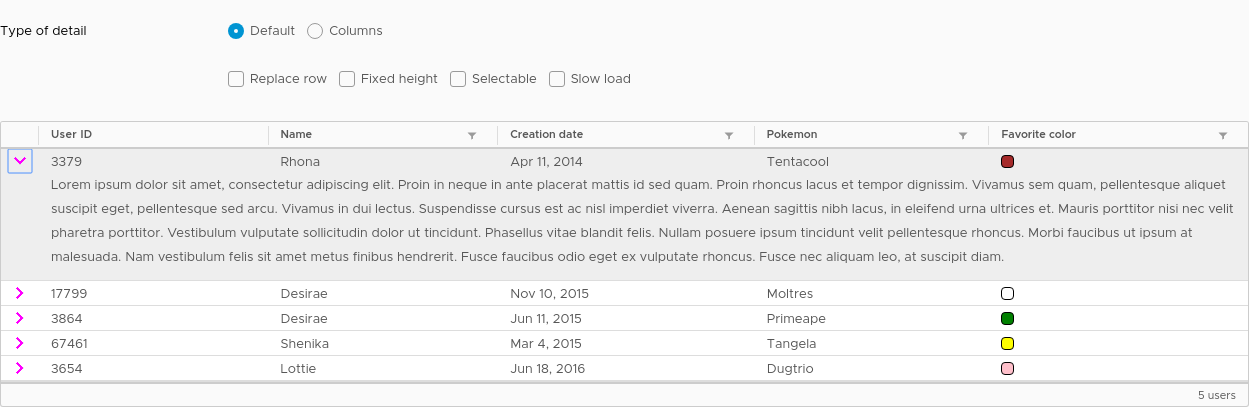 Type of detail Default Columns
Replace row Fixed height Selectable Slow load
User ID Name Creation date Pokemon Favorite color
3379 Rhona Apr 11, 2014 Tentacool
Lorem ipsum dolor sit amet, consectetur adipiscing elit. Proin in neque in ante placerat mattis id sed quam. Proin rhoncus lacus et tempor dignissim. Vivamus sem quam, pellentesque aliquet
suscipit eget, pellentesque sed arcu. Vivamus in dui lectus. Suspendisse cursus est ac nisl imperdiet viverra. Aenean sagittis nibh lacus, in eleifend urna ultrices et. Mauris porttitor nisi nec velit
pharetra porttitor. Vestibulum vulputate sollicitudin dolor ut tincidunt. Phasellus vitae blandit felis. Nullam posuere ipsum tincidunt velit pellentesque rhoncus. Morbi faucibus ut ipsum at
malesuada. Nam vestibulum felis sit amet metus finibus hendrerit. Fusce faucibus odio eget ex vulputate rhoncus. Fusce nec aliquam leo, at suscipit diam.
17799 Desirae Nov 10, 2015 Moltres
3864 Desirae Jun 11, 2015 Primeape
67461 Shenika Mar 4, 2015 Tangela
3654 Lottie Jun 18, 2016 Dugtrio
5 users